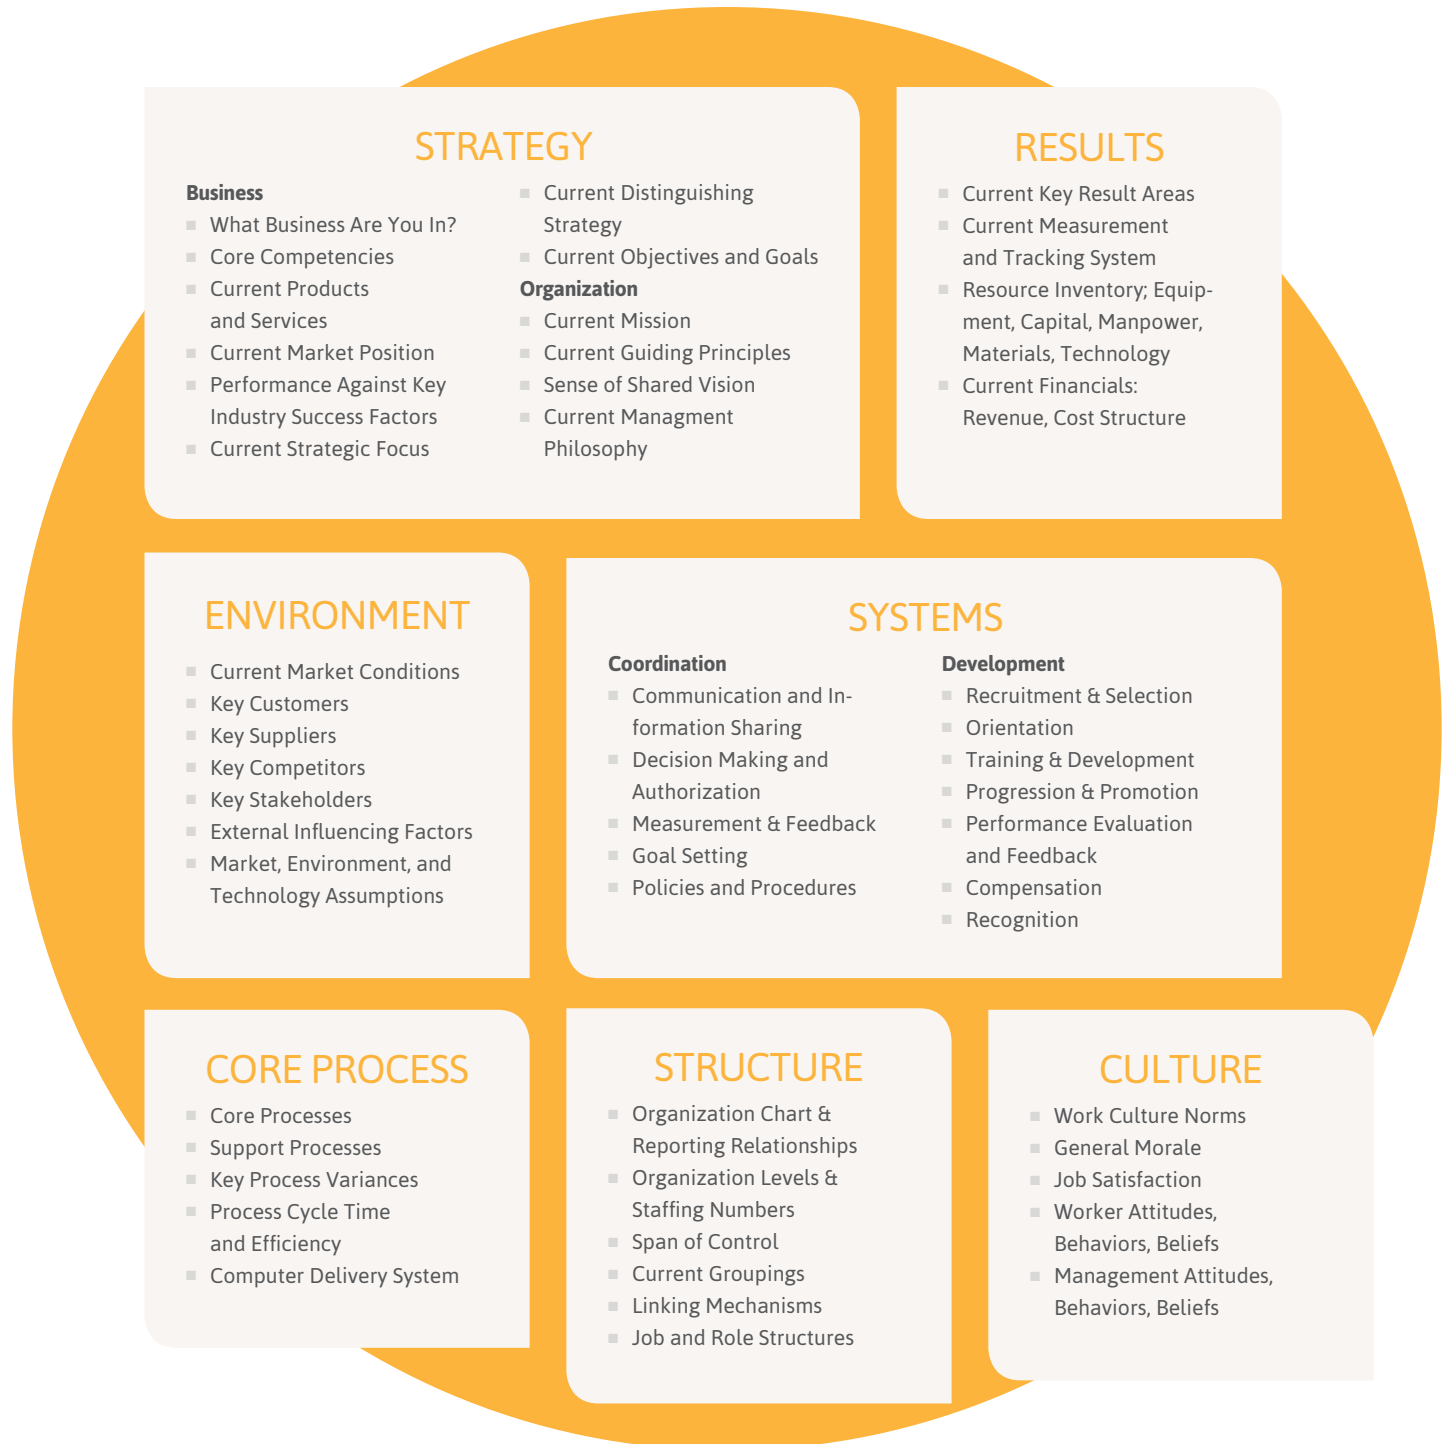 STRATEGY
Business
What Business Are You In?
Core Competencies
Current Products
and Services
Current Market Position
Performance Against Key
Industry Success Factors
Current Strategic Focus
Current Distinguishing
Strategy
Current Objectives and Goals
Organization
Current Mission
Current Guiding Principles
Sense of Shared Vision
Current Managment
Philosophy
RESULTS
Current Key Result Areas
Current Measurement
and Tracking System
Resource Inventory; Equip-
ment, Capital, Manpower,
Materials, Technology
Current Financials:
Revenue, Cost Structure
ENVIRONMENT
Current Market Conditions
Key Customers
Key Suppliers
Key Competitors
Key Stakeholders
External Influencing Factors
Market, Environment, and
Technology Assumptions
SYSTEMS
Coordination
Communication and In-
formation Sharing
Decision Making and
Authorization
Measurement & Feedback
Goal Setting
Policies and Procedures
Development
Recruitment & Selection
Orientation
Training & Development
Progression & Promotion
Performance Evaluation
and Feedback
Compensation
Recognition
CORE PROCESS
Core Processes
Support Processes
Key Process Variances
Process Cycle Time
and Efficiency
Computer Delivery System
STRUCTURE
Organization Chart &
Reporting Relationships
Organization Levels &
Staffing Numbers
Span of Control
Current Groupings
Linking Mechanisms
Job and Role Structures
CULTURE
Work Culture Norms
General Morale
Job Satisfaction
Worker Attitudes,
Behaviors, Beliefs
Management Attitudes,
Behaviors, Beliefs